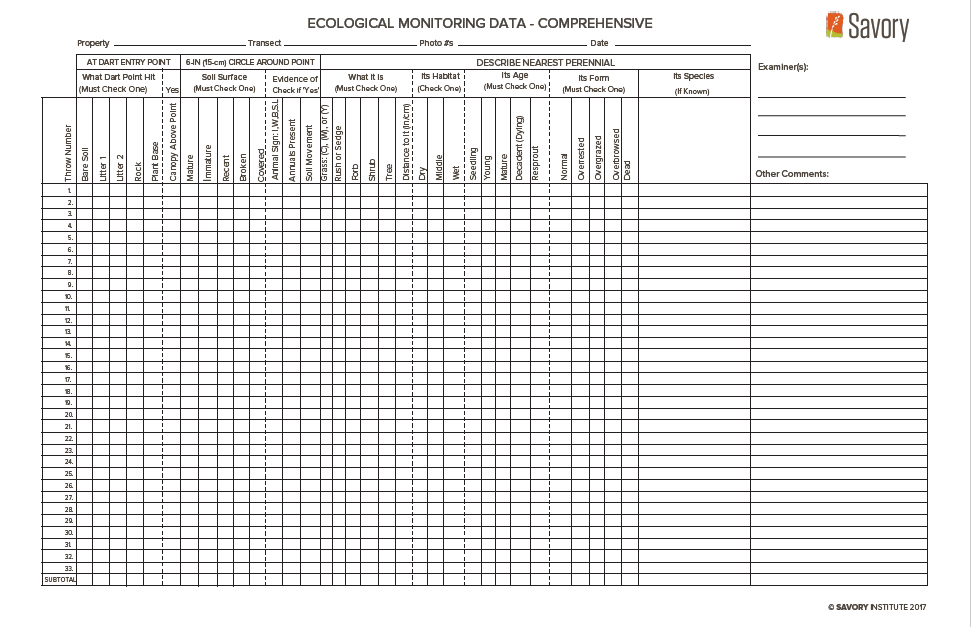 ECOLOGICAL MONITORING DATA - COMPREHENSIVE
Savory
Property Transect Photo #s Date
AT DART ENTRY POINT 6-IN (15-cm) CIRCLE AROUND POINT DESCRIBE NEAREST PERENNIAL
Examiner(s):
What Dart Point Hit
(Must Check One)
Yes
Soil Surface
(Must Check One)
Evidence of
Check if 'Yes'
What It Is
(Must Check One)
Its Habitat
(Check One)
Its Age
(Must Check One)
Its Form
(Must Check One)
Its Species
(If Known)
Throw Number
Bare Soil
Litter 1
Litter 2
Rock
Plant Base
Canopy Above Point
Mature
Immature
Recent
Broken
Covered
Animal Sign: I,W,B,S,L
Annuals Present
Soil Movement
Grass: (C), (W), or (Y)
Rush or Sedge
Forb
Shrub
Tree
Distance to It (in/cm)
Dry
Middle
Wet
Seedling
Young
Mature
Decadent (Dying)
Resprout
Normal
Overrested
Overgrazed
Overbrowsed
Dead
Other Comments:
1.
2.
3.
4.
5.
6.
7.
8.
9.
10.
11.
12.
13.
14.
15.
16.
17.
18.
19.
20.
21.
22.
23.
24.
25.
26.
27.
28.
29.
30.
31.
32.
33.
SUBTOTAL
© SAVORY INSTITUTE 2017